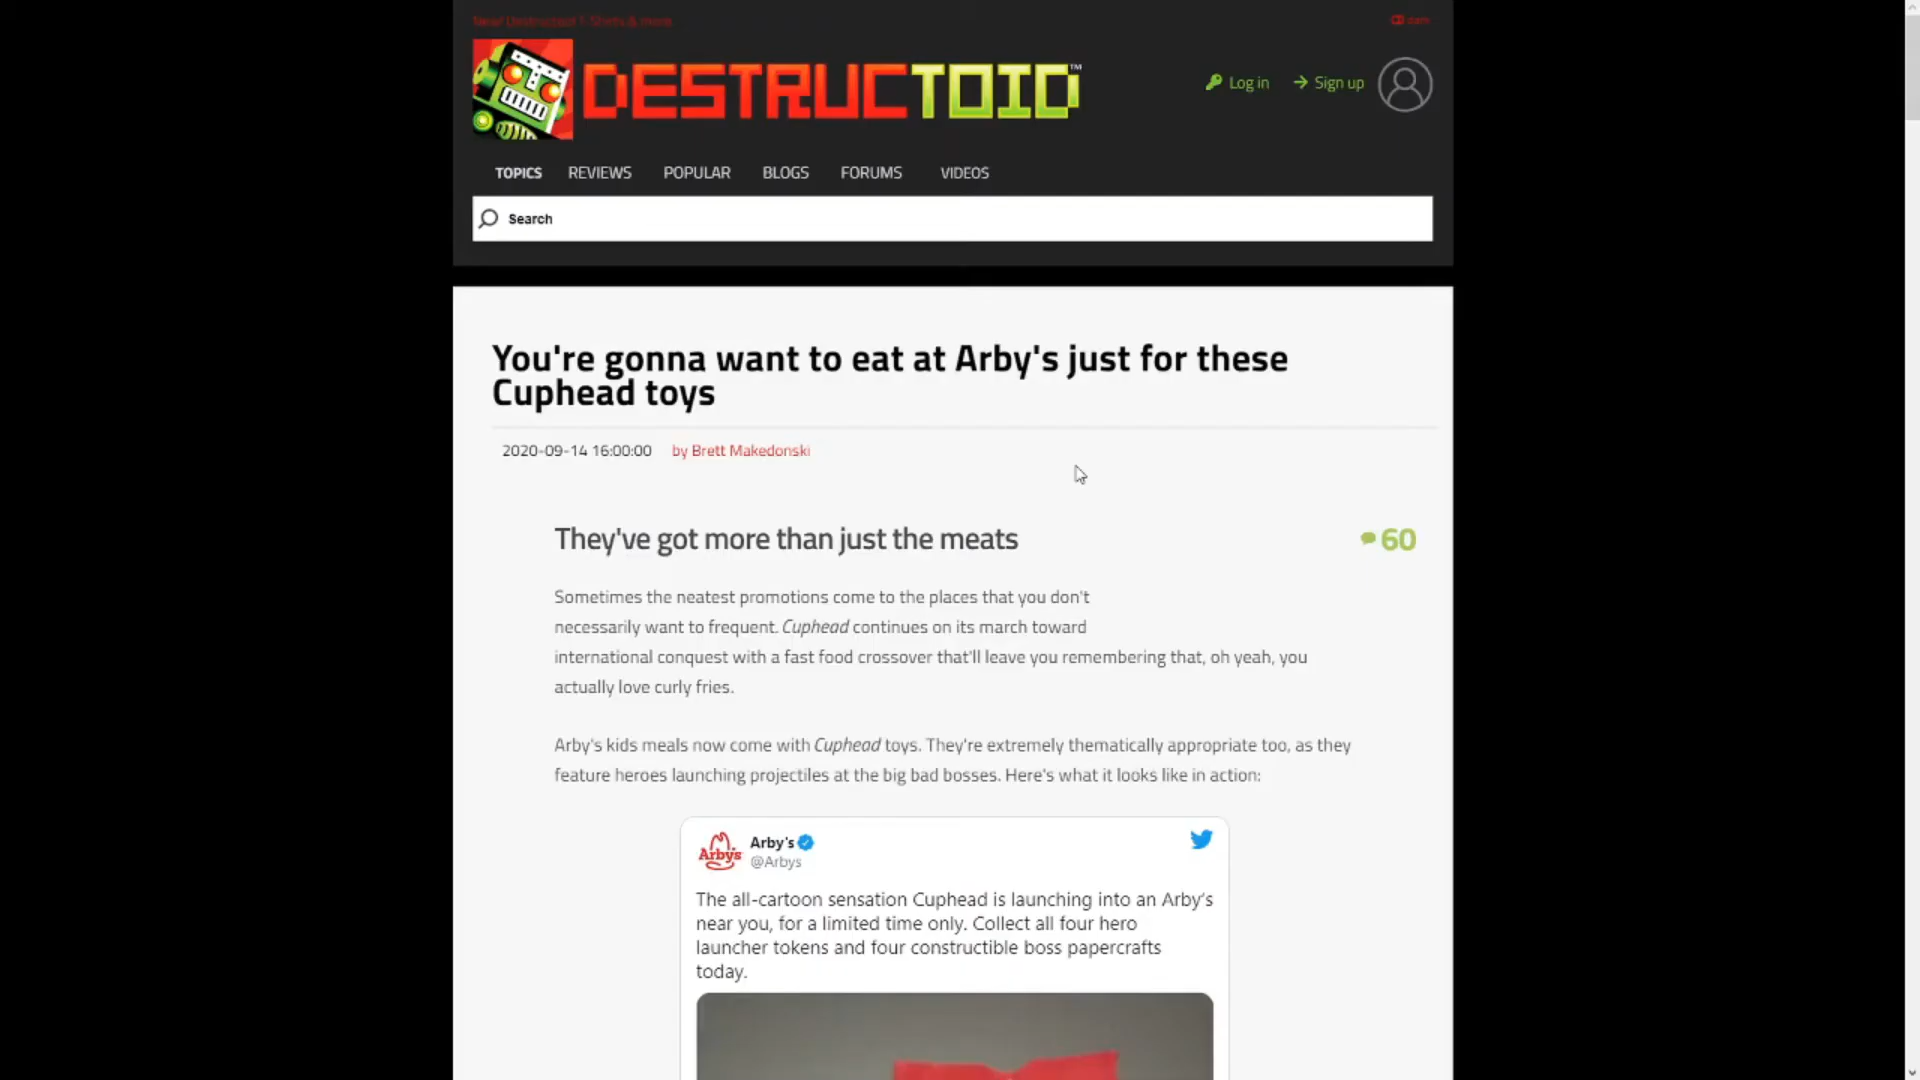 New! Destructoid T-Shirts & more
dark
DESTRUCTOID™
Log in
Sign up
TOPICS REVIEWS POPULAR BLOGS FORUMS VIDEOS
Search
You're gonna want to eat at Arby's just for these
Cuphead toys
2020-09-14 16:00:00 by Brett Makedonski
They've got more than just the meats
60
Sometimes the neatest promotions come to the places that you don't
necessarily want to frequent. Cuphead continues on its march toward
international conquest with a fast food crossover that'll leave you remembering that, oh yeah, you
actually love curly fries.
Arby's kids meals now come with Cuphead toys. They're extremely thematically appropriate too, as they
feature heroes launching projectiles at the big bad bosses. Here's what it looks like in action:
Arbys
Arby's
@Arbys
The all-cartoon sensation Cuphead is launching into an Arby's
near you, for a limited time only. Collect all four hero
launcher tokens and four constructible boss papercrafts
today.